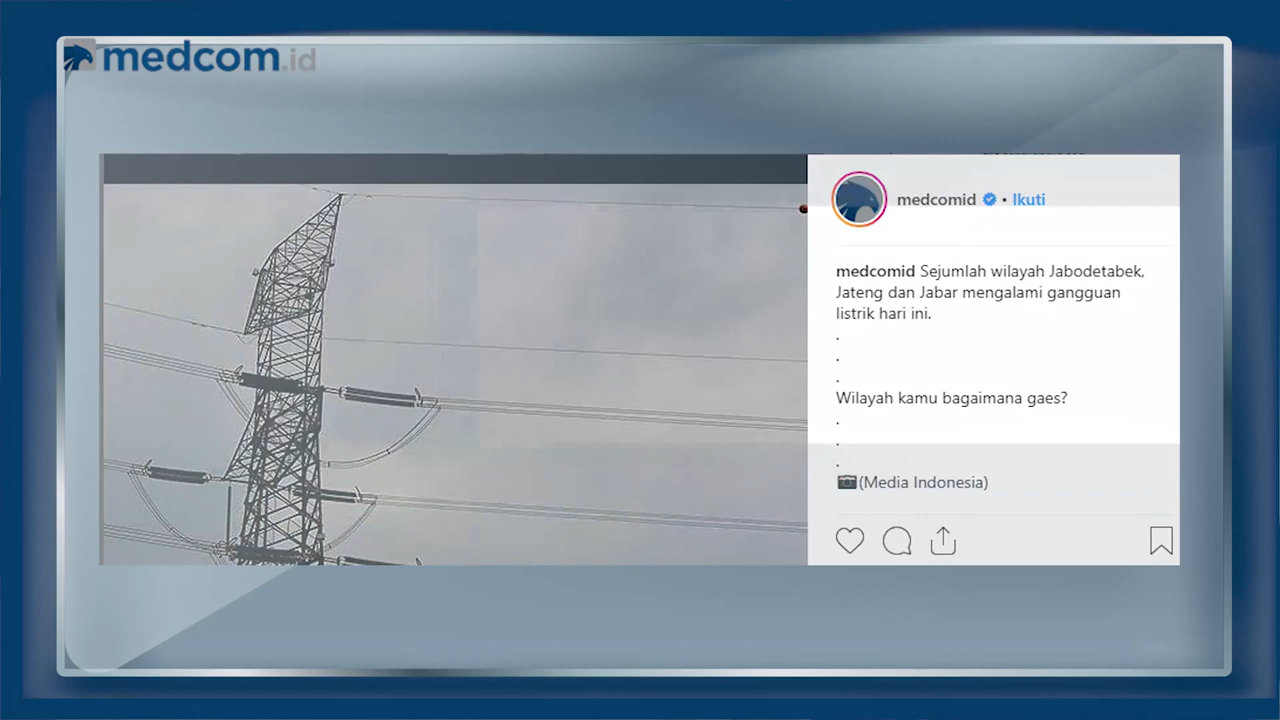 medcom.id
medcomid • Ikuti
medcomid Sejumlah wilayah Jabodetabek,
Jateng dan Jabar mengalami gangguan
listrik hari ini.
.
.
.
Wilayah kamu bagaimana gaes?
.
.
.
(Media Indonesia)